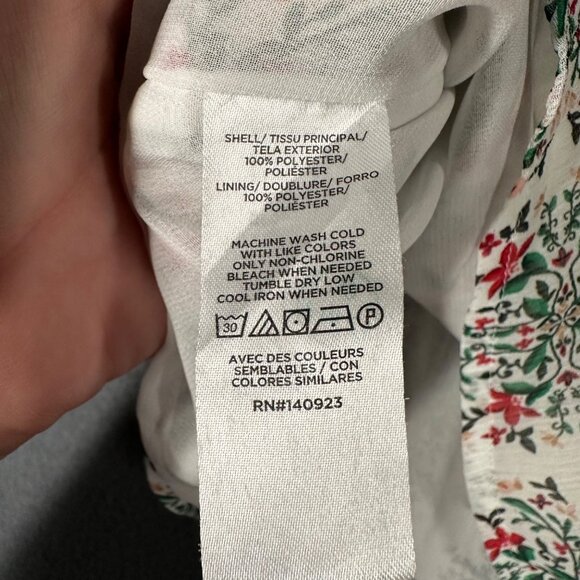 SHELL/ TISSU PRINCIPAL/
TELA EXTERIOR
100% POLYESTER/
POLIÉSTER
LINING/ DOUBLURE/ FORRO
100% POLYESTER/
POLIÉSTER
MACHINE WASH COLD
WITH LIKE COLORS
ONLY NON-CHLORINE
BLEACH WHEN NEEDED
TUMBLE DRY LOW
COOL IRON WHEN NEEDED
30 P
AVEC DES COULEURS
SEMBLABLES / CON
COLORES SIMILARES
RN#140923